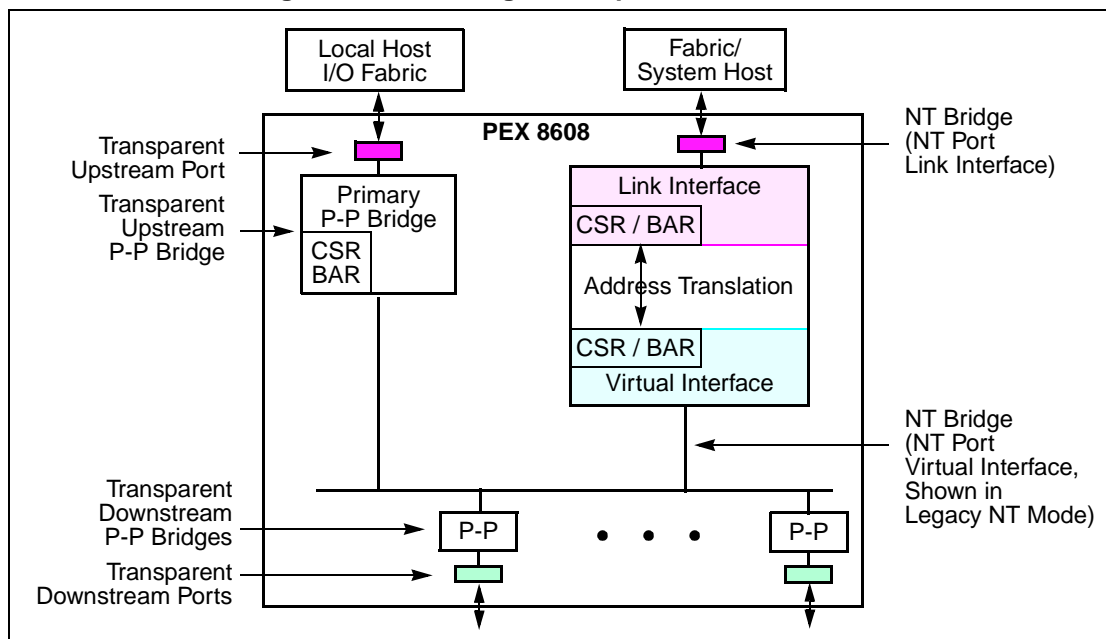 Local Host
I/O Fabric
Fabric/
System Host
PEX 8608
Transparent
Upstream Port
NT Bridge
(NT Port
Link Interface)
Transparent
Upstream
P-P Bridge
Primary
P-P Bridge
CSR
BAR
Link Interface
CSR / BAR
Address Translation
CSR / BAR
Virtual Interface
NT Bridge
(NT Port
Virtual Interface,
Shown in
Legacy NT Mode)
Transparent
Downstream
P-P Bridges
P-P
P-P
Transparent
Downstream Ports